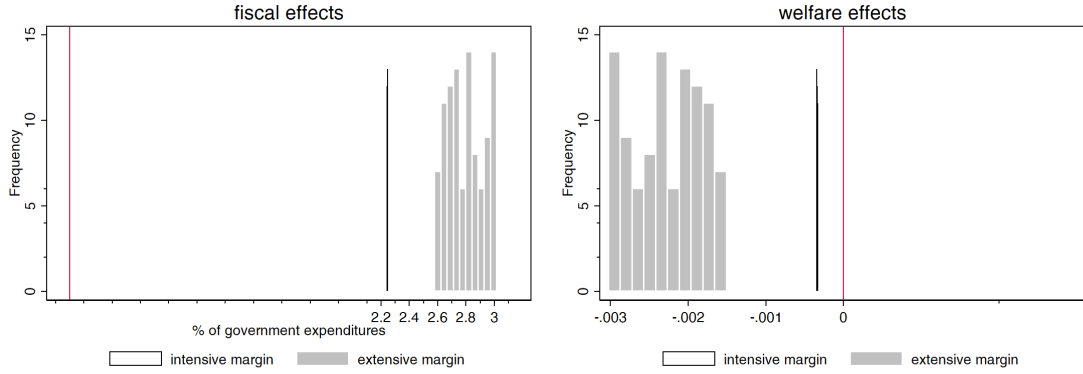 fiscal effects
15
10
5
0
Frequency
2.2 2.4 2.6 2.8 3
% of government expenditures
intensive margin extensive margin
welfare effects
15
10
5
0
Frequency
-.003 -.002 -.001 0
intensive margin extensive margin